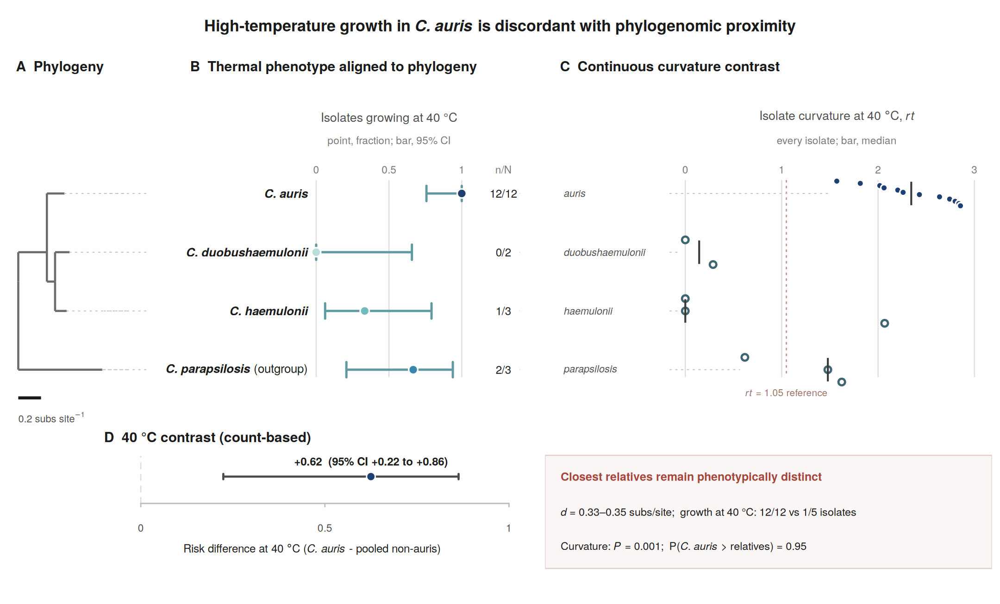 High-temperature growth in C. auris is discordant with phylogenomic proximity
A Phylogeny
B Thermal phenotype aligned to phylogeny
C Continuous curvature contrast
Isolates growing at 40 °C
point, fraction; bar, 95% CI
0 0.5 1 n/N
Isolate curvature at 40 °C, rt
every isolate; bar, median
0 1 2 3
C. auris 12/12
auris
C. duobushaemulonii 0/2
duobushaemulonii
C. haemulonii 1/3
haemulonii
C. parapsilosis (outgroup) 2/3
parapsilosis
rt = 1.05 reference
0.2 subs site⁻¹
D 40 °C contrast (count-based)
+0.62 (95% CI +0.22 to +0.86)
0 0.5 1
Risk difference at 40 °C (C. auris - pooled non-auris)
Closest relatives remain phenotypically distinct
d = 0.33–0.35 subs/site; growth at 40 °C: 12/12 vs 1/5 isolates
Curvature: P = 0.001; P(C. auris > relatives) = 0.95